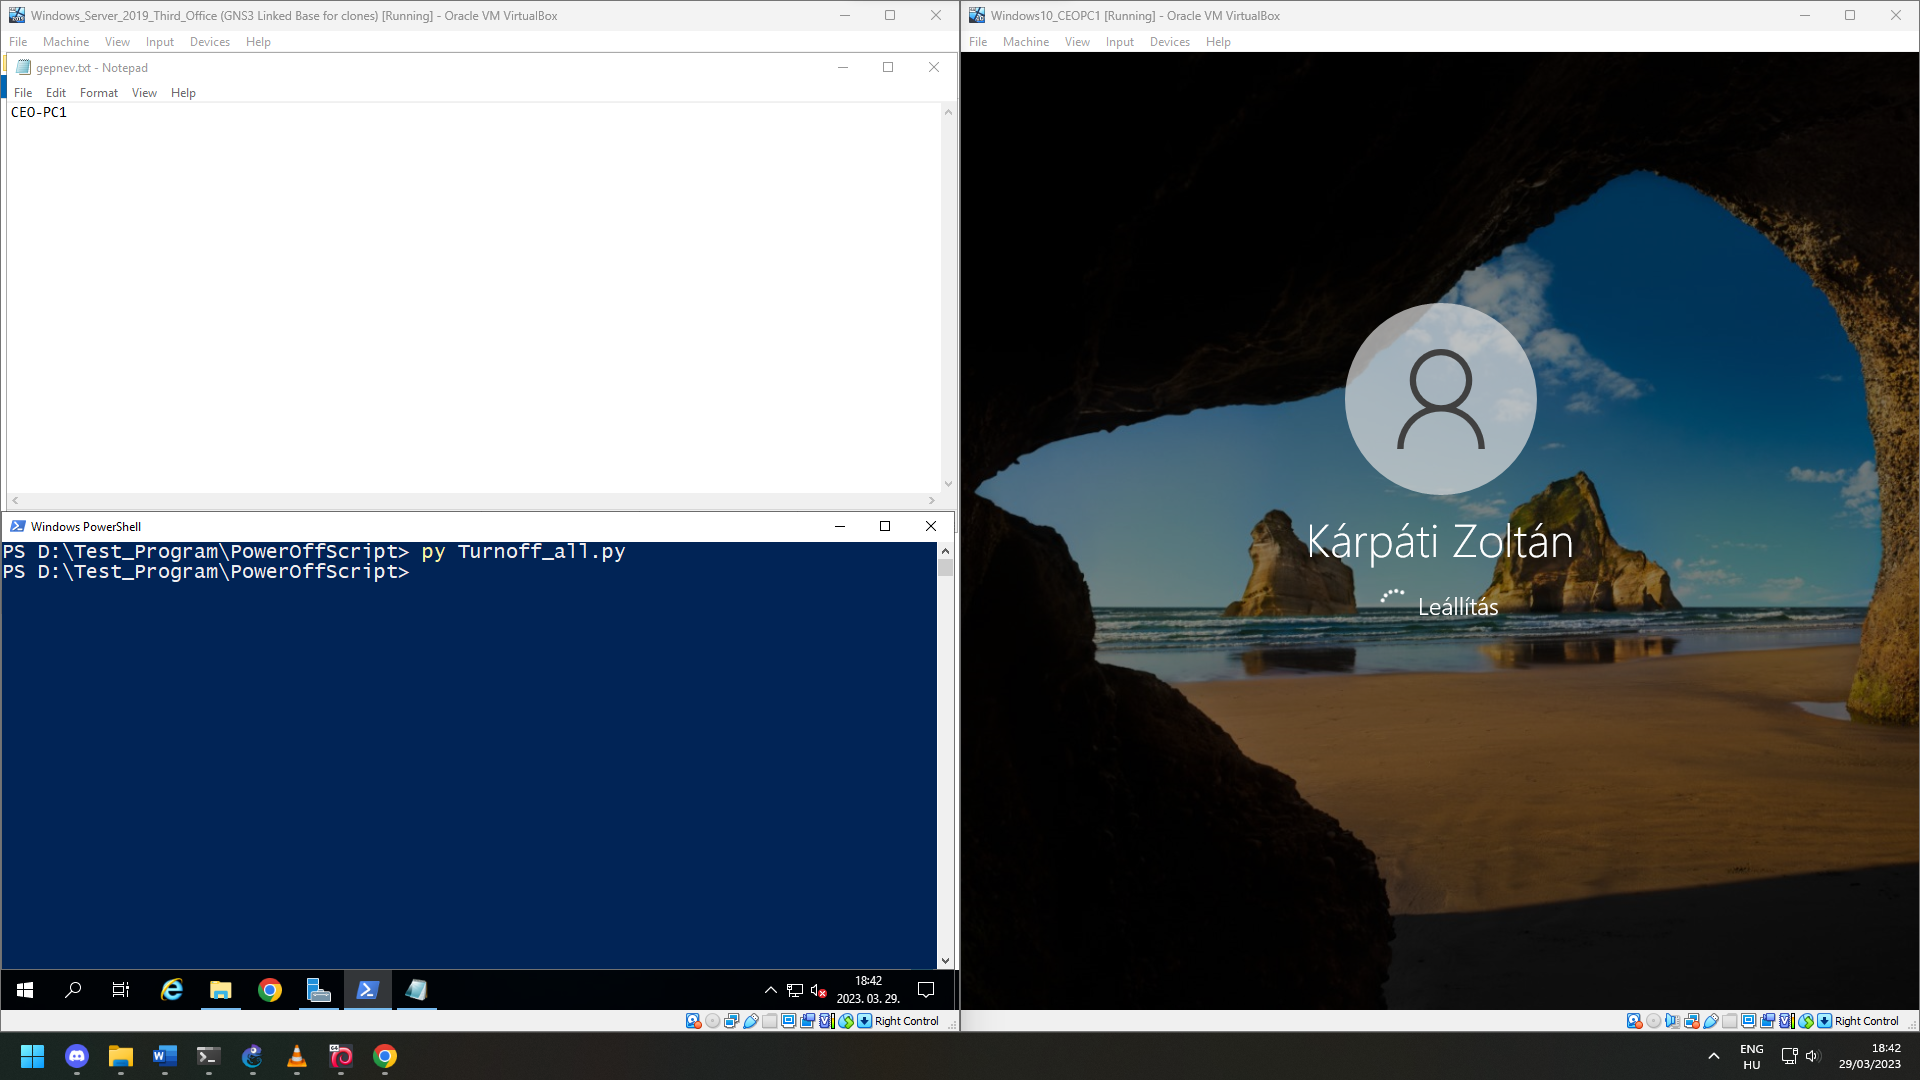 Windows_Server_2019_Third_Office (GNS3 Linked Base for clones) [Running] - Oracle VM VirtualBox
File Machine View Input Devices Help
gepnev.txt - Notepad
File Edit Format View Help
CEO-PC1
Windows PowerShell
PS D:\Test_Program\PowerOffScript> py Turnoff_all.py
PS D:\Test_Program\PowerOffScript>
18:42
2023. 03. 29.
Right Control
Windows10_CEOPC1 [Running] - Oracle VM VirtualBox
File Machine View Input Devices Help
Kárpáti Zoltán
Leállítás
Right Control
ENG
HU
18:42
29/03/2023